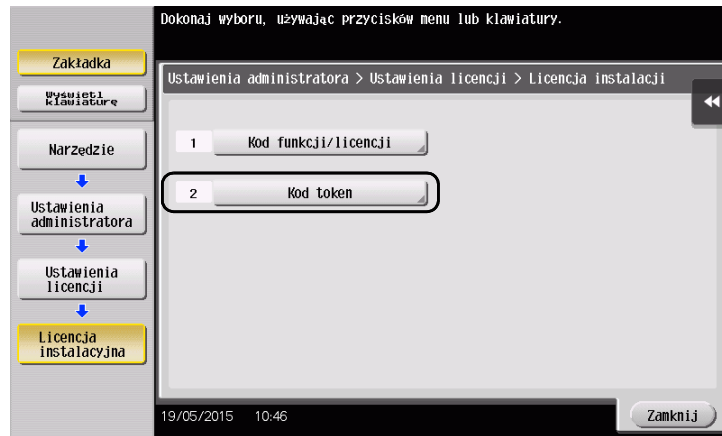 Dokonaj wyboru, używając przycisków menu lub klawiatury.
Zakładka
Wyświetl
klawiaturę
Narzędzie
Ustawienia
administratora
Ustawienia
licencji
Licencja
instalacyjna
Ustawienia administratora > Ustawienia licencji > Licencja instalacji
1 Kod funkcji/licencji
2 Kod token
19/05/2015 10:46
Zamknij